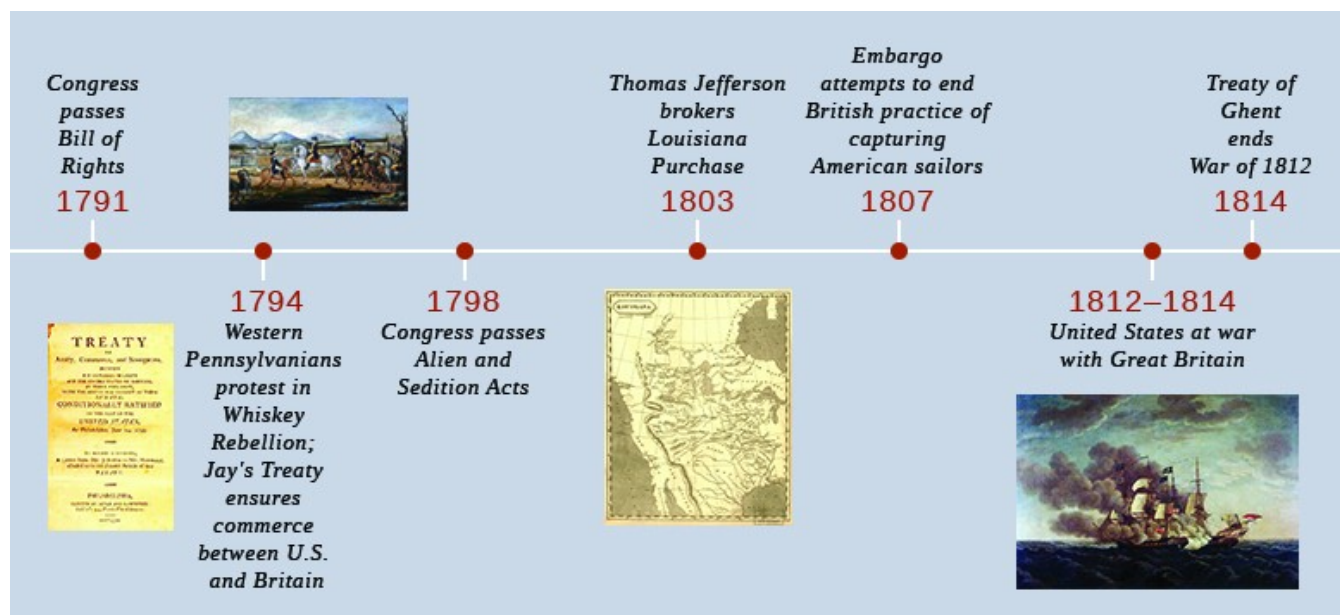 Congress
passes
Bill of
Rights
1791
TREATY
CONDITIONALLY RATIFIED
UNITED STATES,
PHILADELPHIA,
1794
Western
Pennsylvanians
protest in
Whiskey
Rebellion;
Jay's Treaty
ensures
commerce
between U.S.
and Britain
1798
Congress passes
Alien and
Sedition Acts
Thomas Jefferson
brokers
Louisiana
Purchase
1803
Embargo
attempts to end
British practice of
capturing
American sailors
1807
1812–1814
United States at war
with Great Britain
Treaty of
Ghent
ends
War of 1812
1814